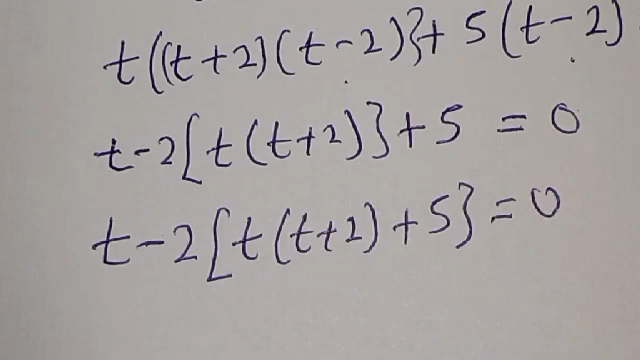 t((t+2)(t-2)}+5(t-2)
t-2[t(t+2)}+5 = 0
t-2[t(t+2)+5}=0